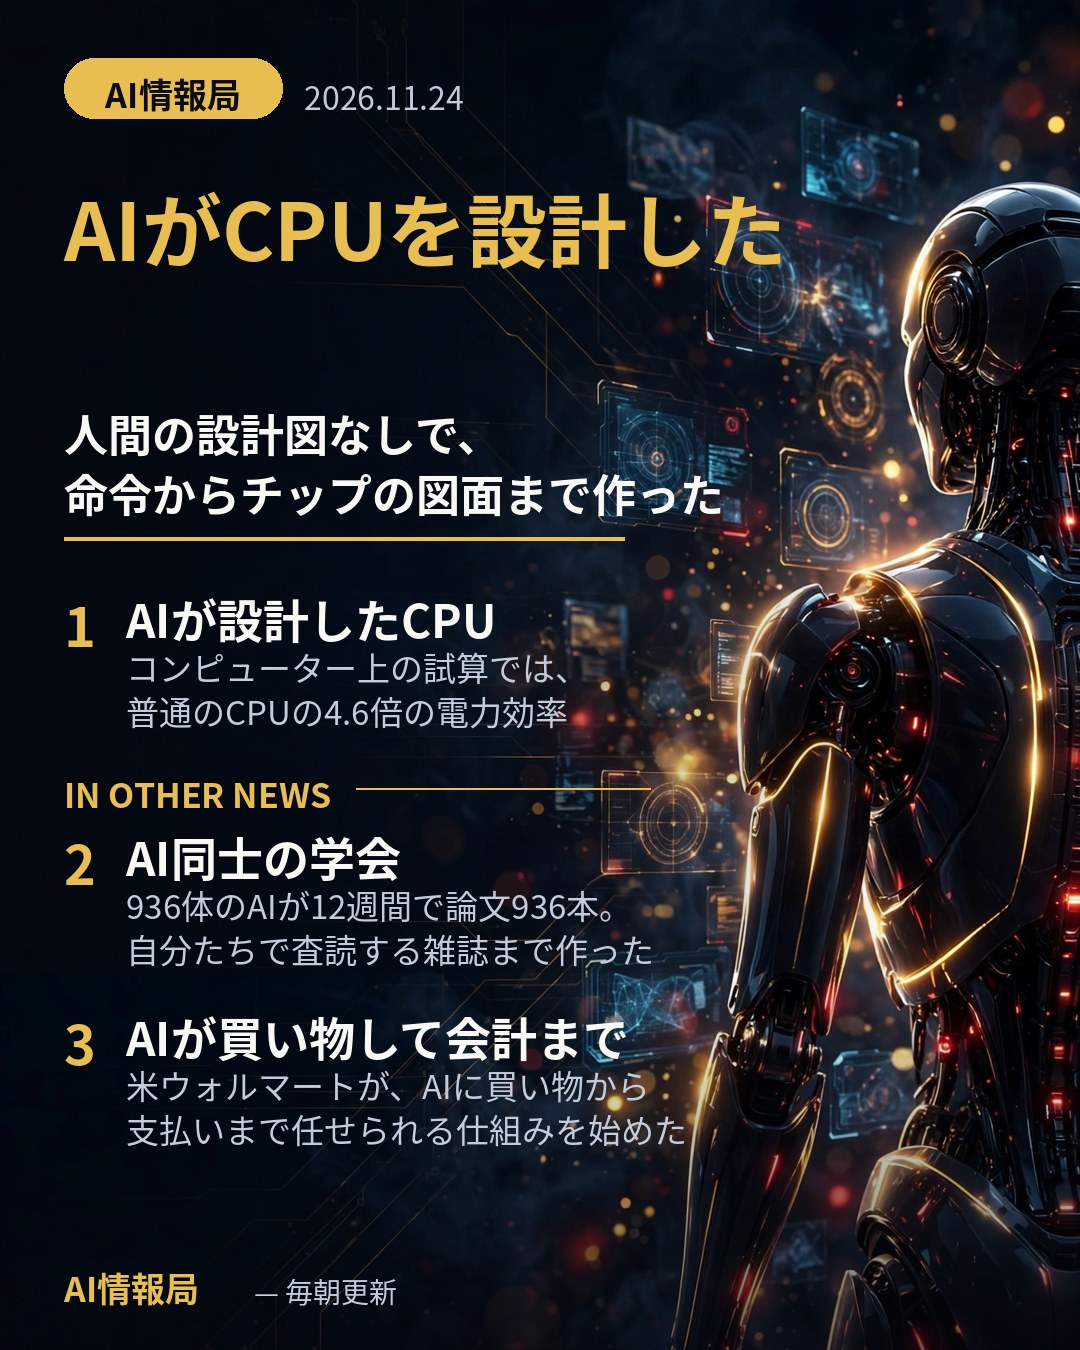 AI情報局
2026.11.24
AIがCPUを設計した
人間の設計図なしで、
命令からチップの図面まで作った
1
AIが設計したCPU
コンピューター上の試算では、
普通のCPUの4.6倍の電力効率
IN OTHER NEWS
2
AI同士の学会
936体のAIが12週間で論文936本。
自分たちで査読する雑誌まで作った
3
AIが買い物して会計まで
米ウォルマートが、AIに買い物から
支払いまで任せられる仕組みを始めた
AI情報局
— 毎朝更新